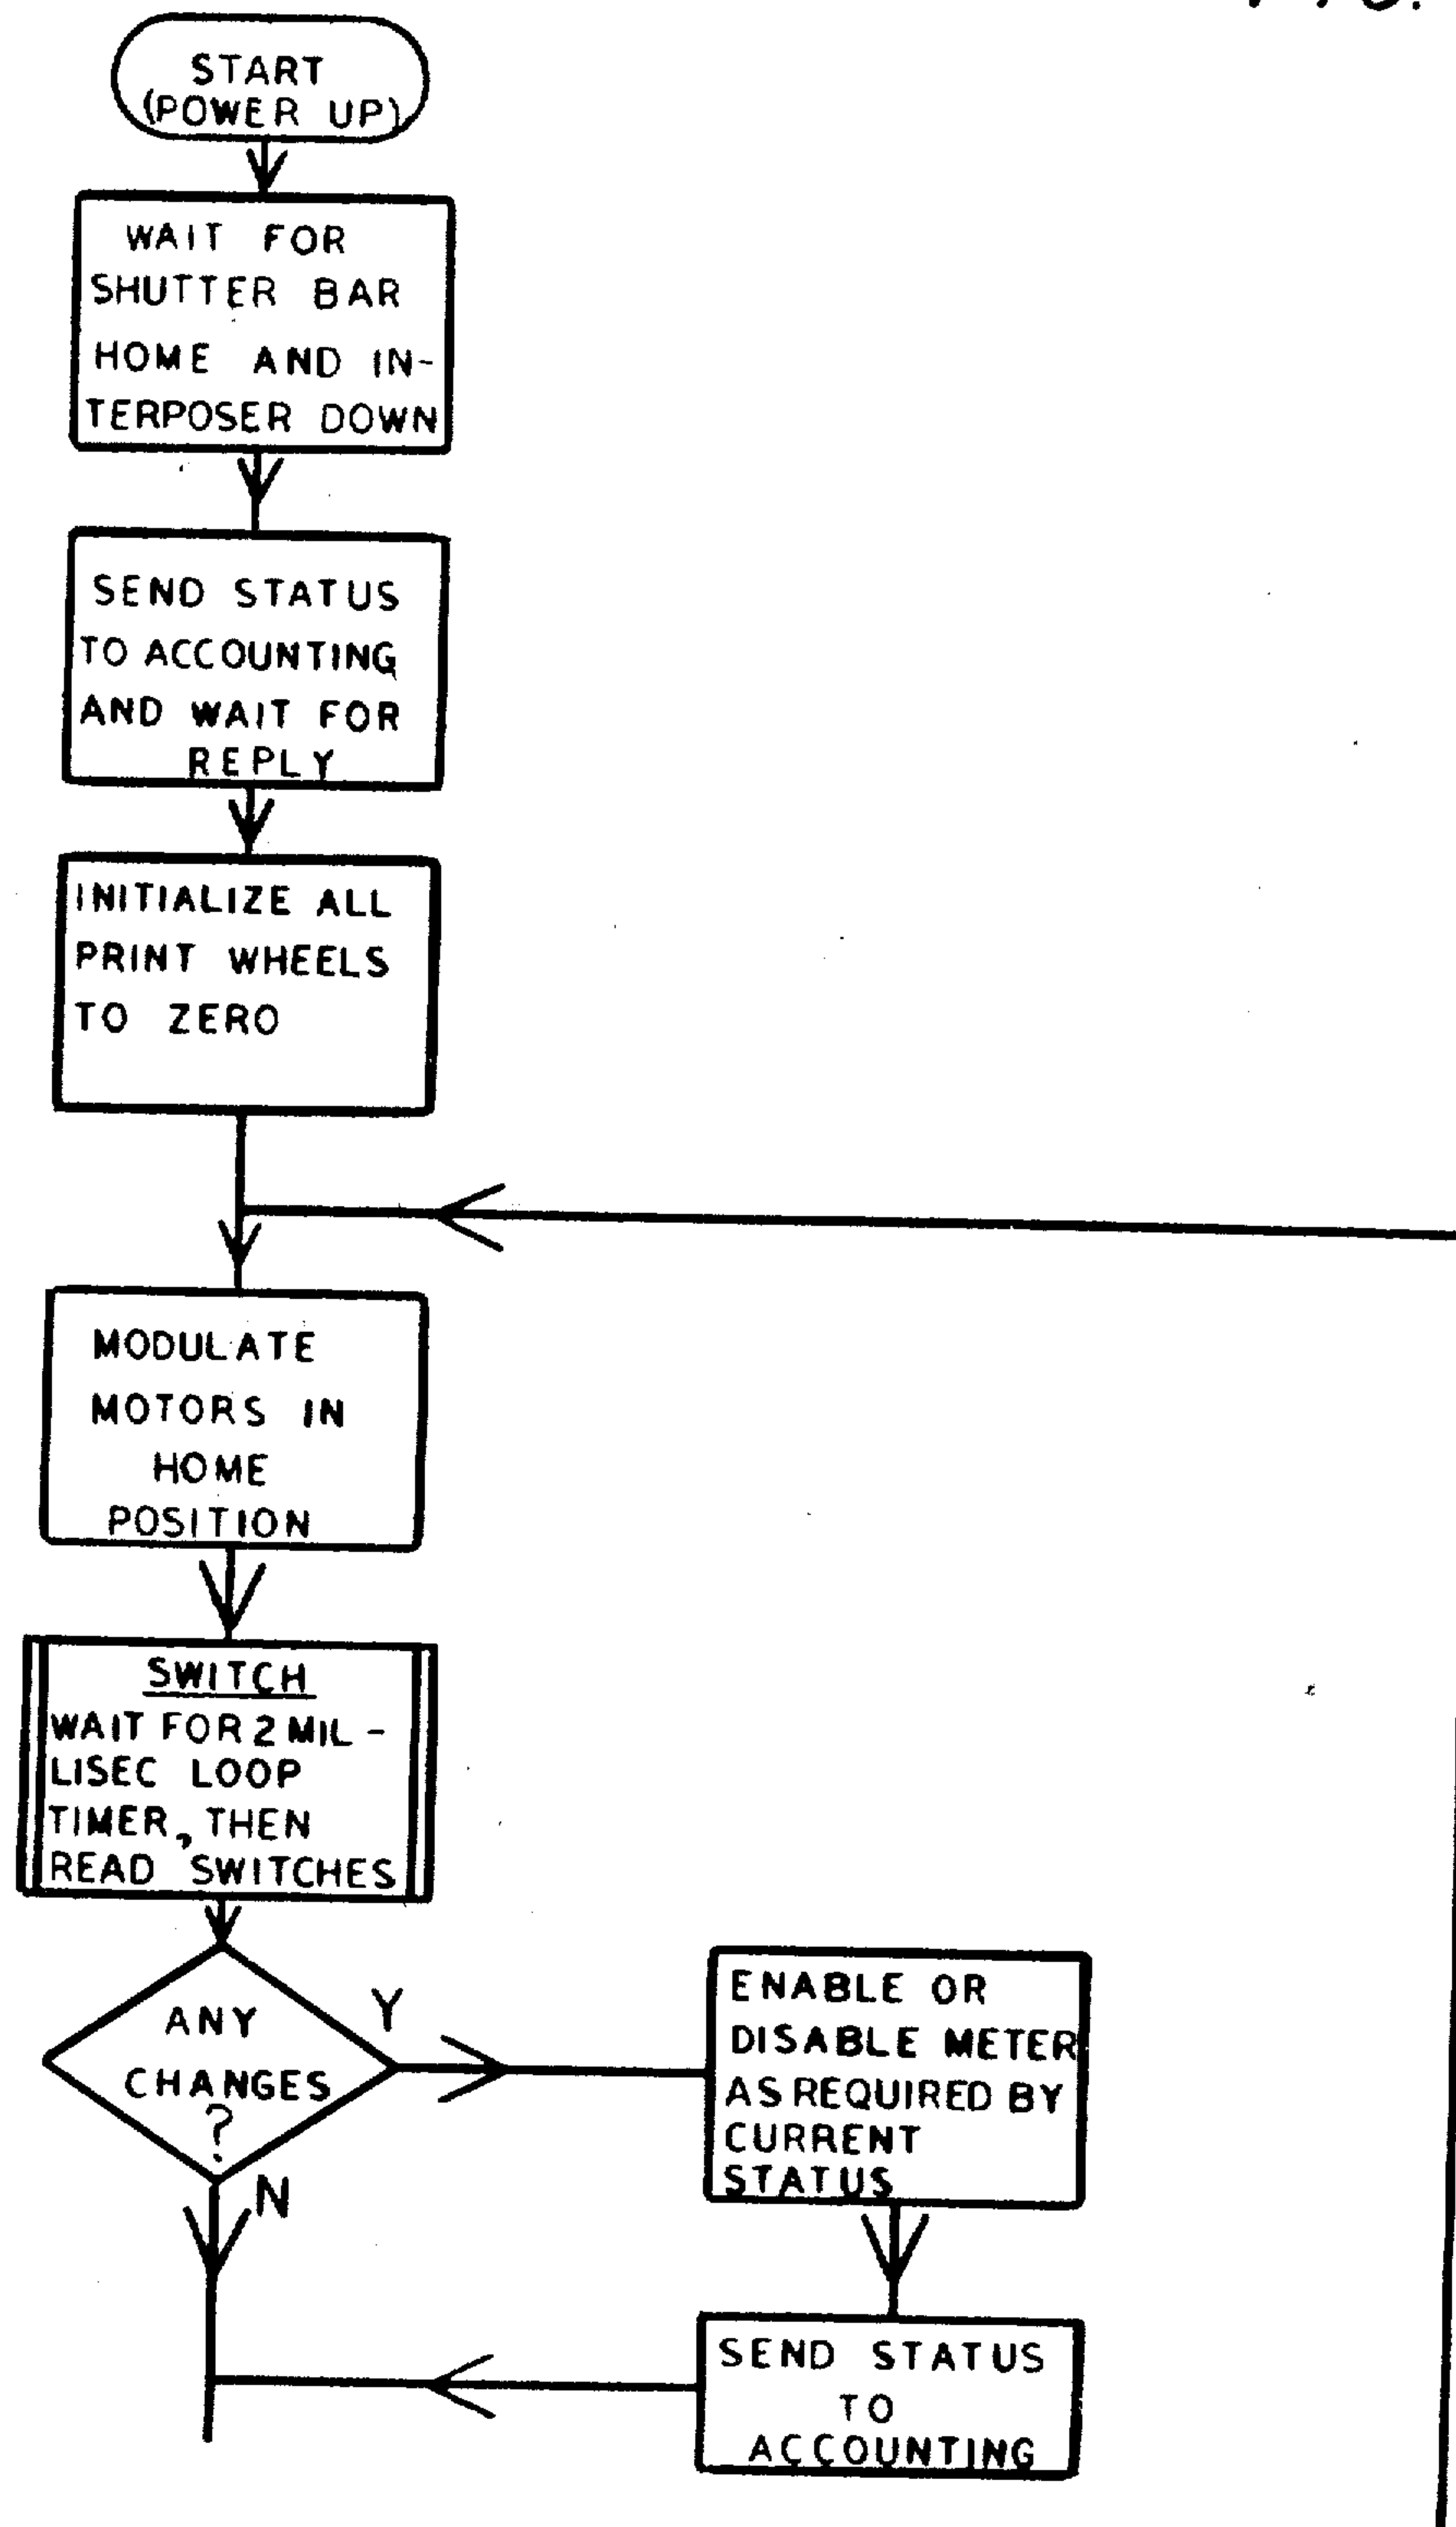 START
(POWER UP)
WAIT FOR
SHUTTER BAR
HOME AND IN-
TERPOSER DOWN
SEND STATUS
TO ACCOUNTING
AND WAIT FOR
REPLY
INITIALIZE ALL
PRINT WHEELS
TO ZERO
MODULATE
MOTORS IN
HOME
POSITION
SWITCH
WAIT FOR 2 MIL-
LISEC LOOP
TIMER, THEN
READ SWITCHES
ANY
CHANGES
?
Y
N
ENABLE OR
DISABLE METER
AS REQUIRED BY
CURRENT
STATUS
SEND STATUS
TO
ACCOUNTING